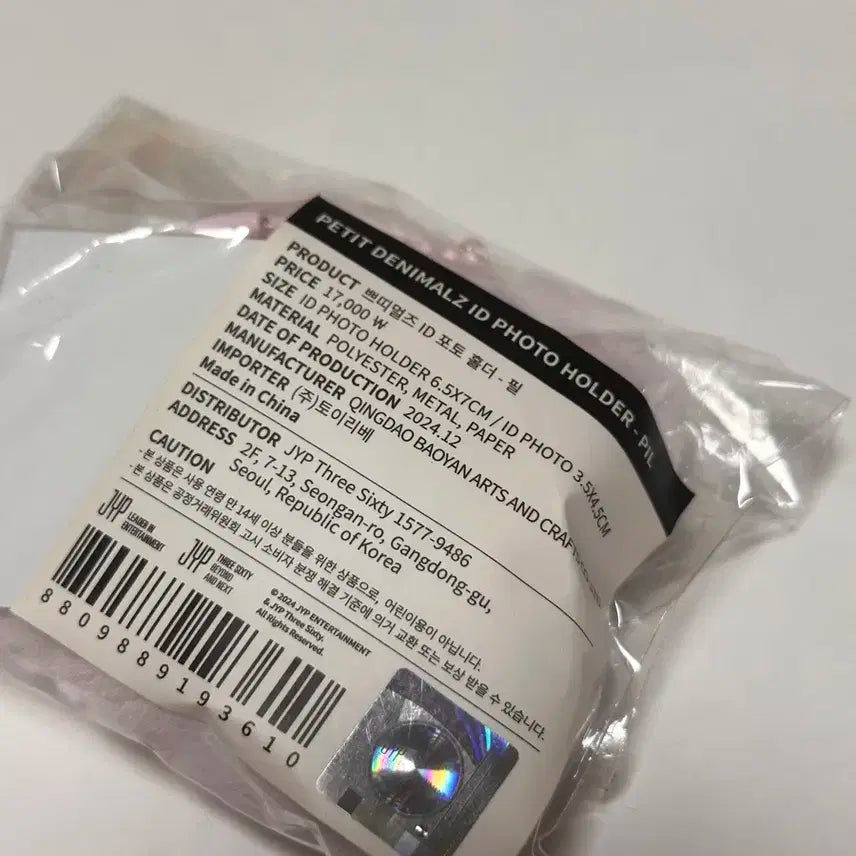 PETIT DENIMALZ ID PHOTO HOLDER - PIL
PRODUCT 쁘띠멀즈 ID 포토 홀더 - 필
PRICE 17,000 ₩
SIZE ID PHOTO HOLDER 6.5X7CM / ID PHOTO 3.5X4.5CM
MATERIAL POLYESTER, METAL, PAPER
DATE OF PRODUCTION 2024.12
MANUFACTURER QINGDAO BAOYAN ARTS AND
IMPORTER (주)토이리베
Made in China
DISTRIBUTOR JYP Three Sixty 1577-9486
ADDRESS 2F, 7-13, Seongan-ro, Gangdong-gu,
Seoul, Republic of Korea
CAUTION
-본 상품은 사용 연령 만 14세 이상 분들을 위한 상품으로, 어린이용이 아닙니다.
-본 상품은 공정거래위원회 고시 소비자 분쟁 해결 기준에 의거 교환 또는 보상 받을 수 있습니다.
JYP LEADER IN
ENTERTAINMENT
JYP THREE SIXTY
BEYOND
AND NEXT
© 2024 JYP ENTERTAINMENT
& JYP Three Sixty.
All Rights Reserved.
8809889193610
JYP